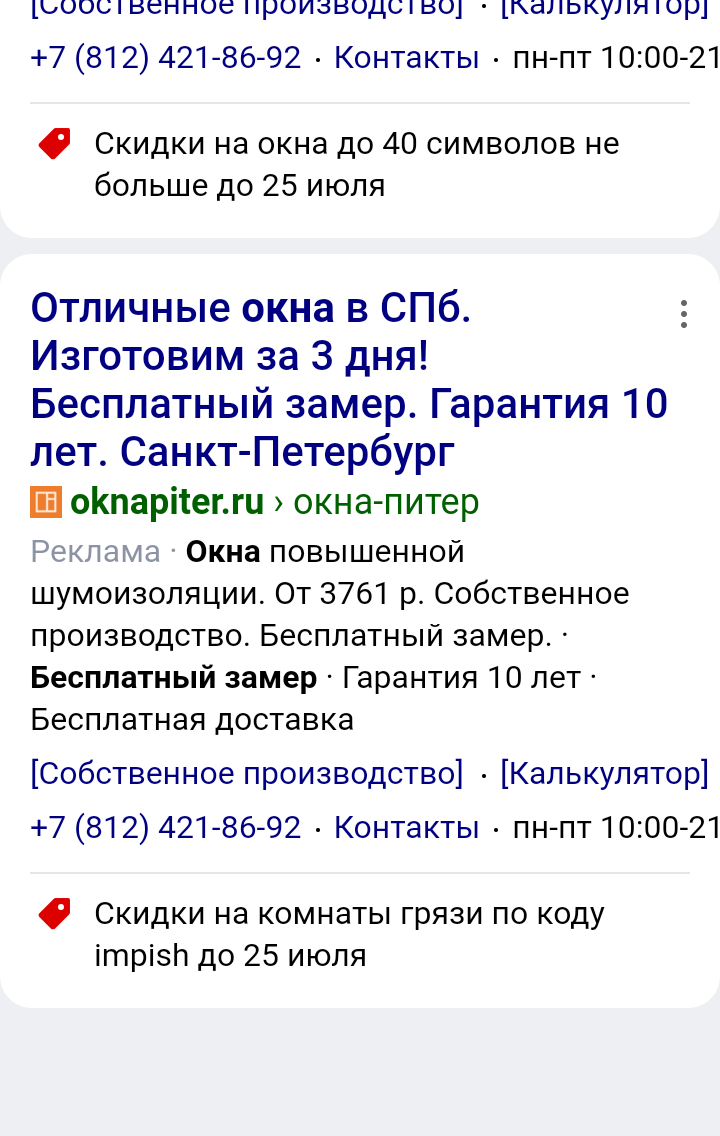 [Собственное производство] · [Калькулятор]
+7 (812) 421-86-92 · Контакты · пн-пт 10:00-21
Скидки на окна до 40 символов не
больше до 25 июля
Отличные окна в СПб.
Изготовим за 3 дня!
Бесплатный замер. Гарантия 10
лет. Санкт-Петербург
oknapiter.ru › окна-питер
Реклама · Окна повышенной
шумоизоляции. От 3761 р. Собственное
производство. Бесплатный замер. ·
Бесплатный замер · Гарантия 10 лет ·
Бесплатная доставка
[Собственное производство] · [Калькулятор]
+7 (812) 421-86-92 · Контакты · пн-пт 10:00-21
Скидки на комнаты грязи по коду
impish до 25 июля